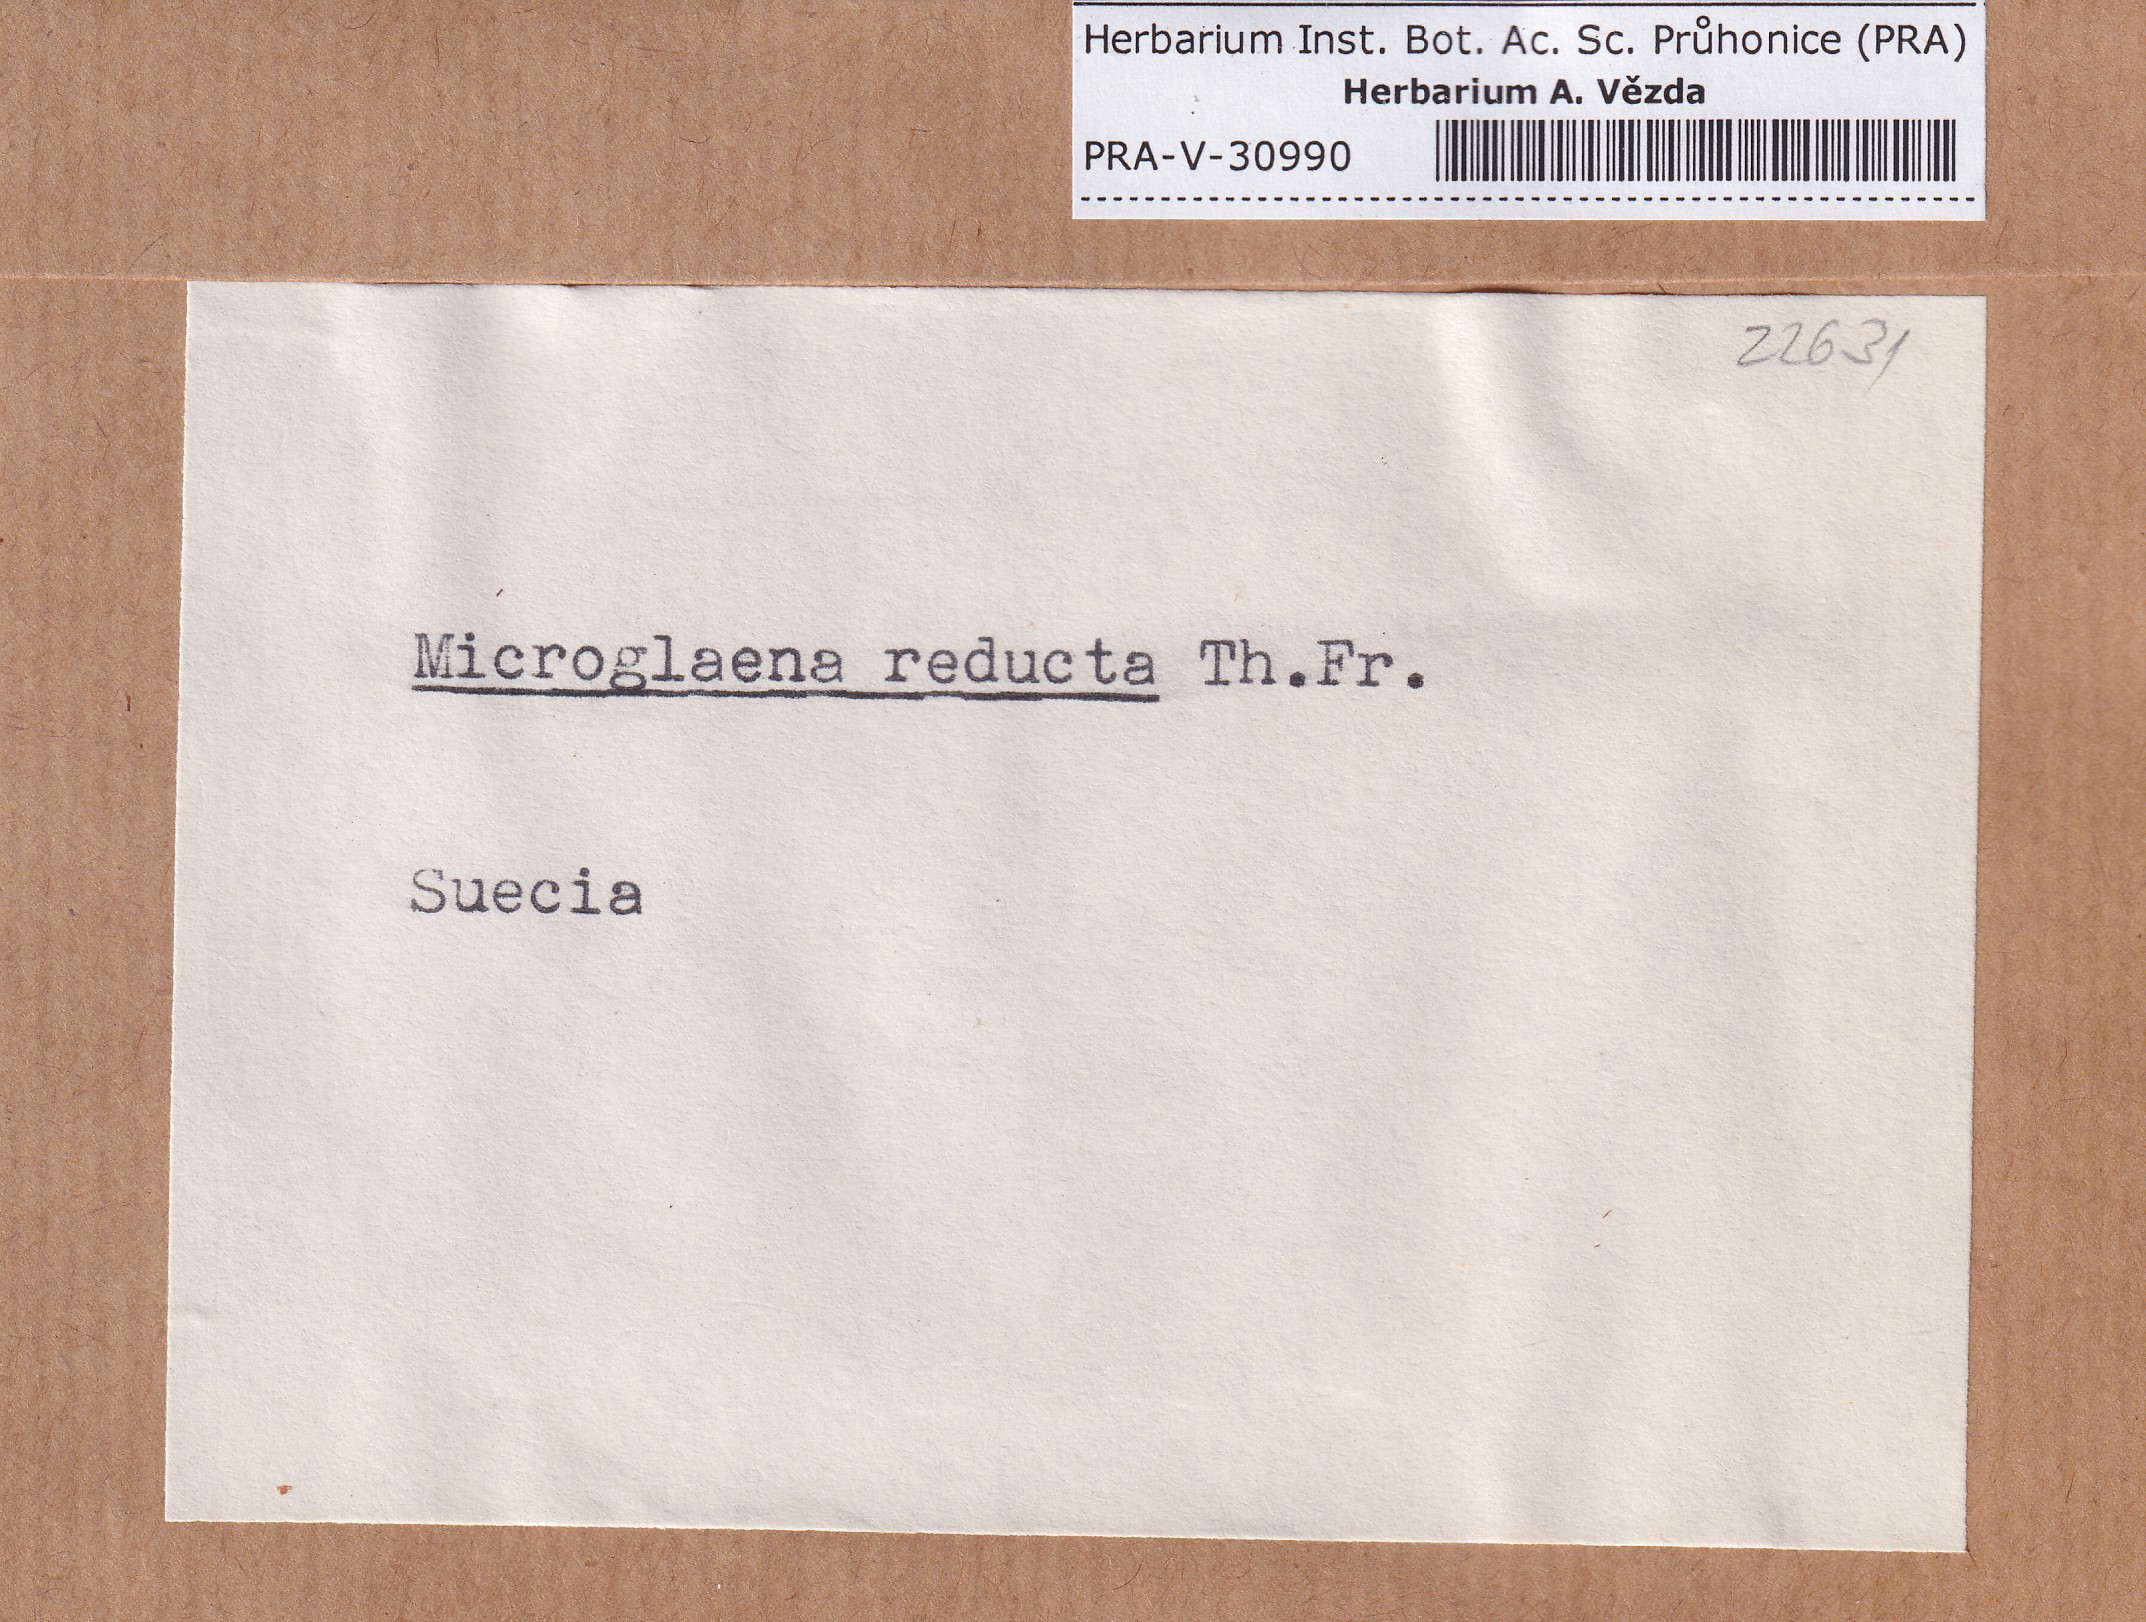 Herbarium Inst. Bot. Ac. Sc. Průhonice (PRA)
Herbarium A. Vězda
PRA-V-30990
22631
Microglaena reducta Th.Fr.
Suecia